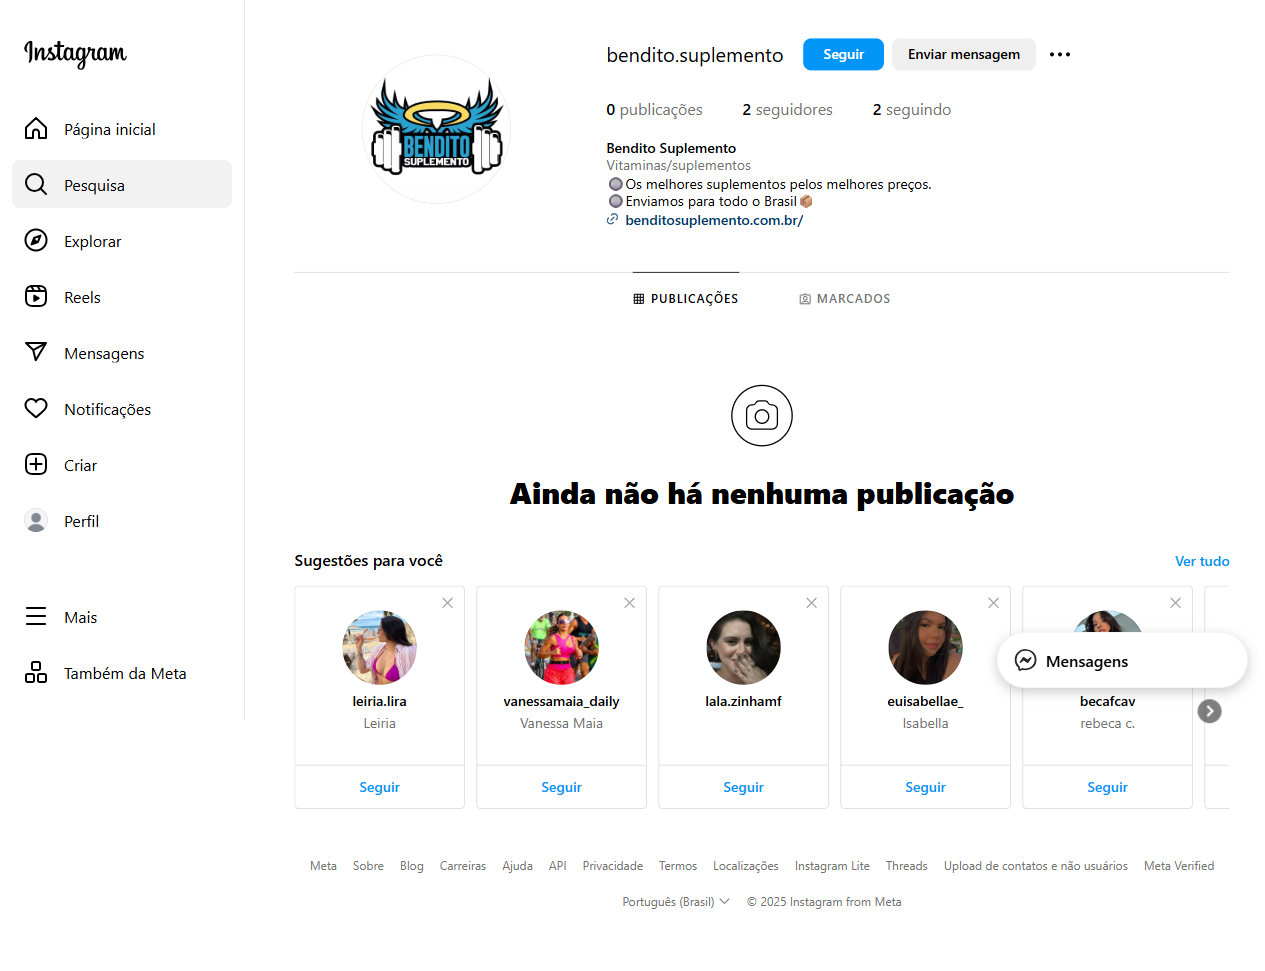 Instagram
Página inicial
Pesquisa
Explorar
Reels
Mensagens
Notificações
Criar
Perfil
Mais
Também da Meta
BENDITO
SUPLEMENTO
bendito.suplemento
Seguir
Enviar mensagem
0 publicações 2 seguidores 2 seguindo
Bendito Suplemento
Vitaminas/suplementos
🔘Os melhores suplementos pelos melhores preços.
🔘Enviamos para todo o Brasil📦
benditosuplemento.com.br/
PUBLICAÇÕES
MARCADOS
Ainda não há nenhuma publicação
Sugestões para você
Ver tudo
leiria.lira
Leiria
Seguir
vanessamaia_daily
Vanessa Maia
Seguir
lala.zinhamf
Seguir
euisabellae_
Isabella
Seguir
becafcav
rebeca c.
Seguir
Mensagens
Meta Sobre Blog Carreiras Ajuda API Privacidade Termos Localizações Instagram Lite Threads Upload de contatos e não usuários Meta Verified
Português (Brasil) © 2025 Instagram from Meta